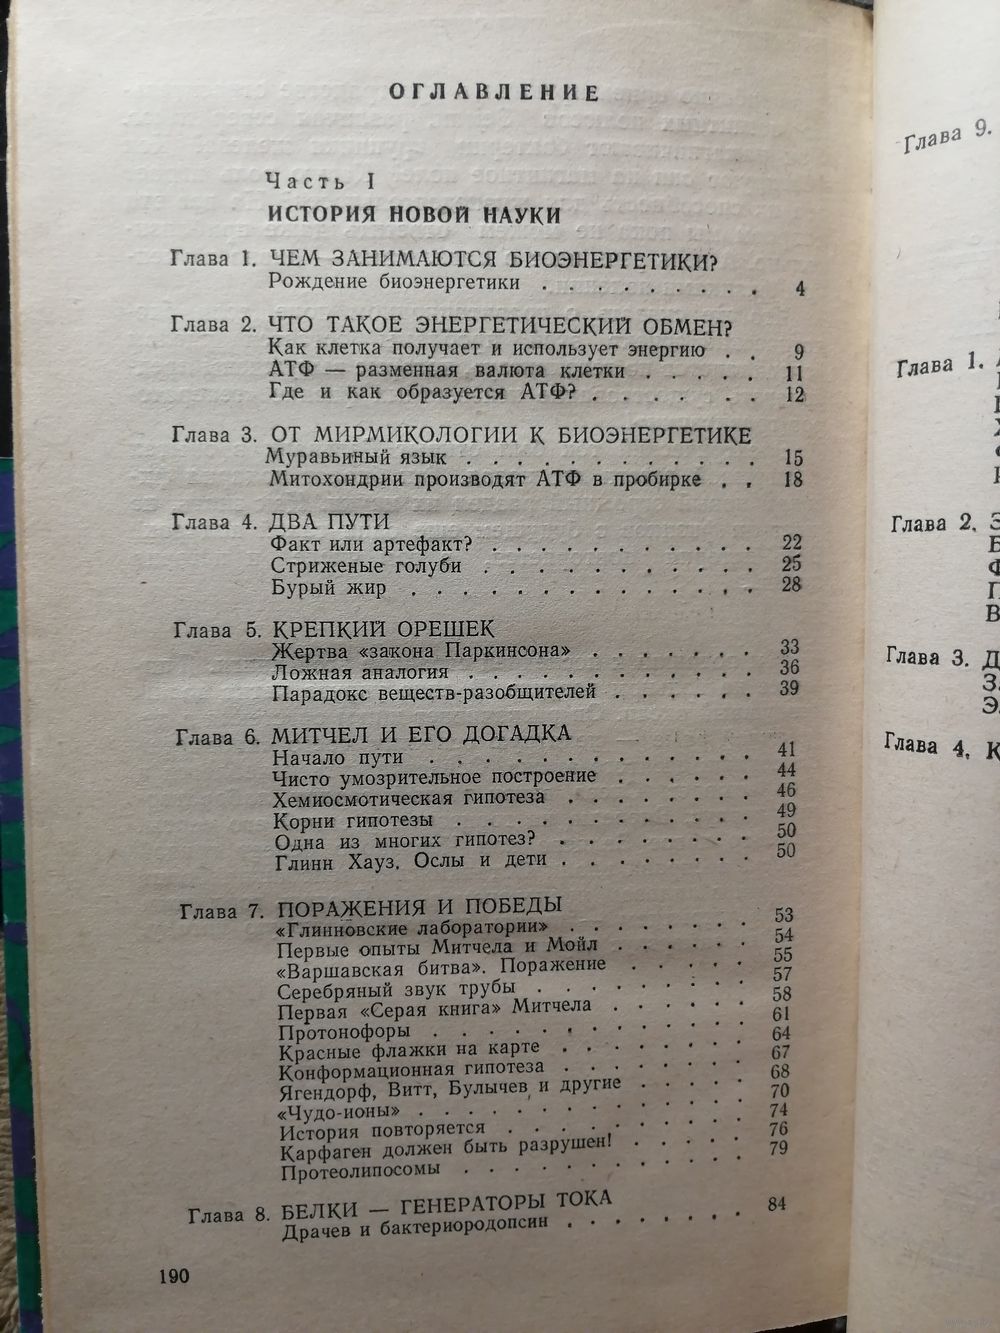 ОГЛАВЛЕНИЕ
Часть I
ИСТОРИЯ НОВОЙ НАУКИ
Глава 1. ЧЕМ ЗАНИМАЮТСЯ БИОЭНЕРГЕТИКИ?
Рождение биоэнергетики . . . . . . . . . . 4
Глава 2. ЧТО ТАКОЕ ЭНЕРГЕТИЧЕСКИЙ ОБМЕН?
Как клетка получает и использует энергию . . 9
АТФ — разменная валюта клетки . . . . . 11
Где и как образуется АТФ? . . . . . . . 12
Глава 3. ОТ МИРМИКОЛОГИИ К БИОЭНЕРГЕТИКЕ
Муравьиный язык . . . . . . . . . . . . 15
Митохондрии производят АТФ в пробирке . . 18
Глава 4. ДВА ПУТИ
Факт или артефакт? . . . . . . . . . . . 22
Стриженые голуби . . . . . . . . . . . . 25
Бурый жир . . . . . . . . . . . . . . . 28
Глава 5. КРЕПКИЙ ОРЕШЕК
Жертва «закона Паркинсона» . . . . . . . 33
Ложная аналогия . . . . . . . . . . . . 36
Парадокс веществ-разобщителей . . . . . . 39
Глава 6. МИТЧЕЛ И ЕГО ДОГАДКА
Начало пути . . . . . . . . . . . . . . 41
Чисто умозрительное построение . . . . . . 44
Хемиосмотическая гипотеза . . . . . . . . 46
Корни гипотезы . . . . . . . . . . . . . 49
Одна из многих гипотез? . . . . . . . . 50
Глинн Хауз. Ослы и дети . . . . . . . . 50
Глава 7. ПОРАЖЕНИЯ И ПОБЕДЫ
«Глинновские лаборатории» . . . . . . . . 53
Первые опыты Митчела и Мойл . . . . . . 54
«Варшавская битва». Поражение . . . . . 55
Серебряный звук трубы . . . . . . . . . 57
Первая «Серая книга» Митчела . . . . . . 58
Протонофоры . . . . . . . . . . . . . . 61
Красные флажки на карте . . . . . . . . 64
Конформационная гипотеза . . . . . . . . 67
Ягендорф, Витт, Булычев и другие . . . . . 68
«Чудо-ионы» . . . . . . . . . . . . . . 70
История повторяется . . . . . . . . . . 74
Карфаген должен быть разрушен! . . . . . 76
Протеолипосомы . . . . . . . . . . . . 79
Глава 8. БЕЛКИ — ГЕНЕРАТОРЫ ТОКА
Драчев и бактериородопсин . . . . . . . . 84
190
Глава 9.
Глава 1.
Глава 2.
Глава 3.
Глава 4.